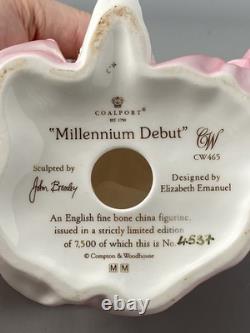 COALPORT®
EST 1750
"Millennium Debut"
CW
CW465
Sculpted by
John Bromley
Designed by
Elizabeth Emanuel
An English fine bone china figurine,
issued in a strictly limited edition
of 7,500 of which this is No. 4537
© Compton & Woodhouse
M M